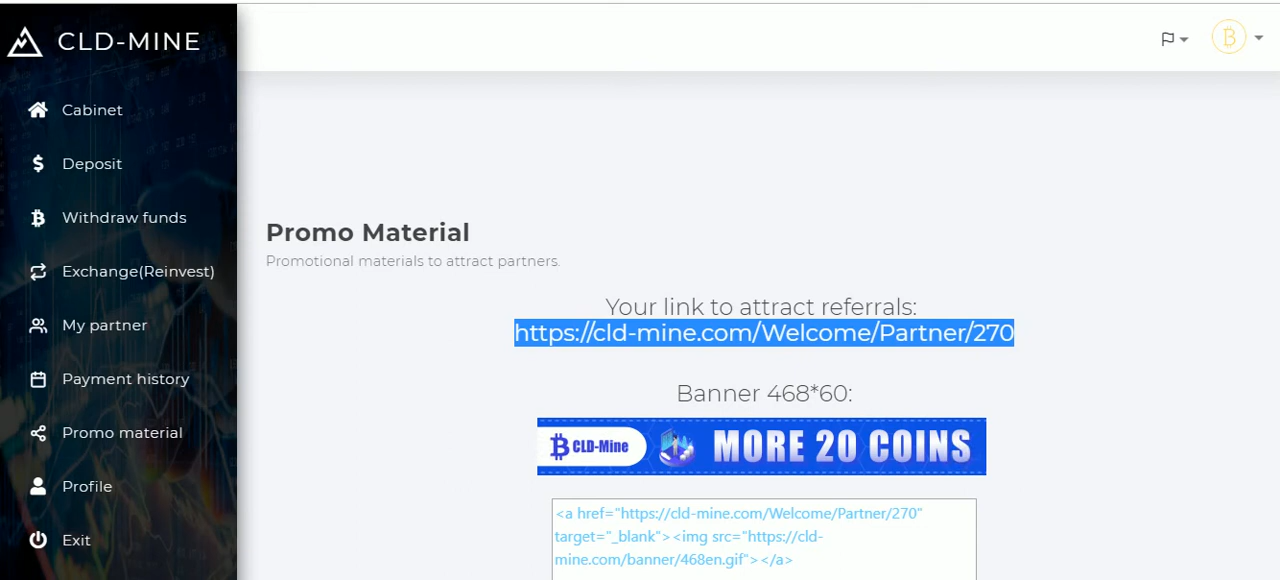 CLD-MINE
Cabinet
Deposit
Withdraw funds
Exchange(Reinvest)
My partner
Payment history
Promo material
Profile
Exit
Promo Material
Promotional materials to attract partners.
Your link to attract referrals:
https://cld-mine.com/Welcome/Partner/270
Banner 468*60:
CLD-Mine MORE 20 COINS
<a href="https://cld-mine.com/Welcome/Partner/270"
target="_blank"><img src="https://cld-
mine.com/banner/468en.gif"></a>